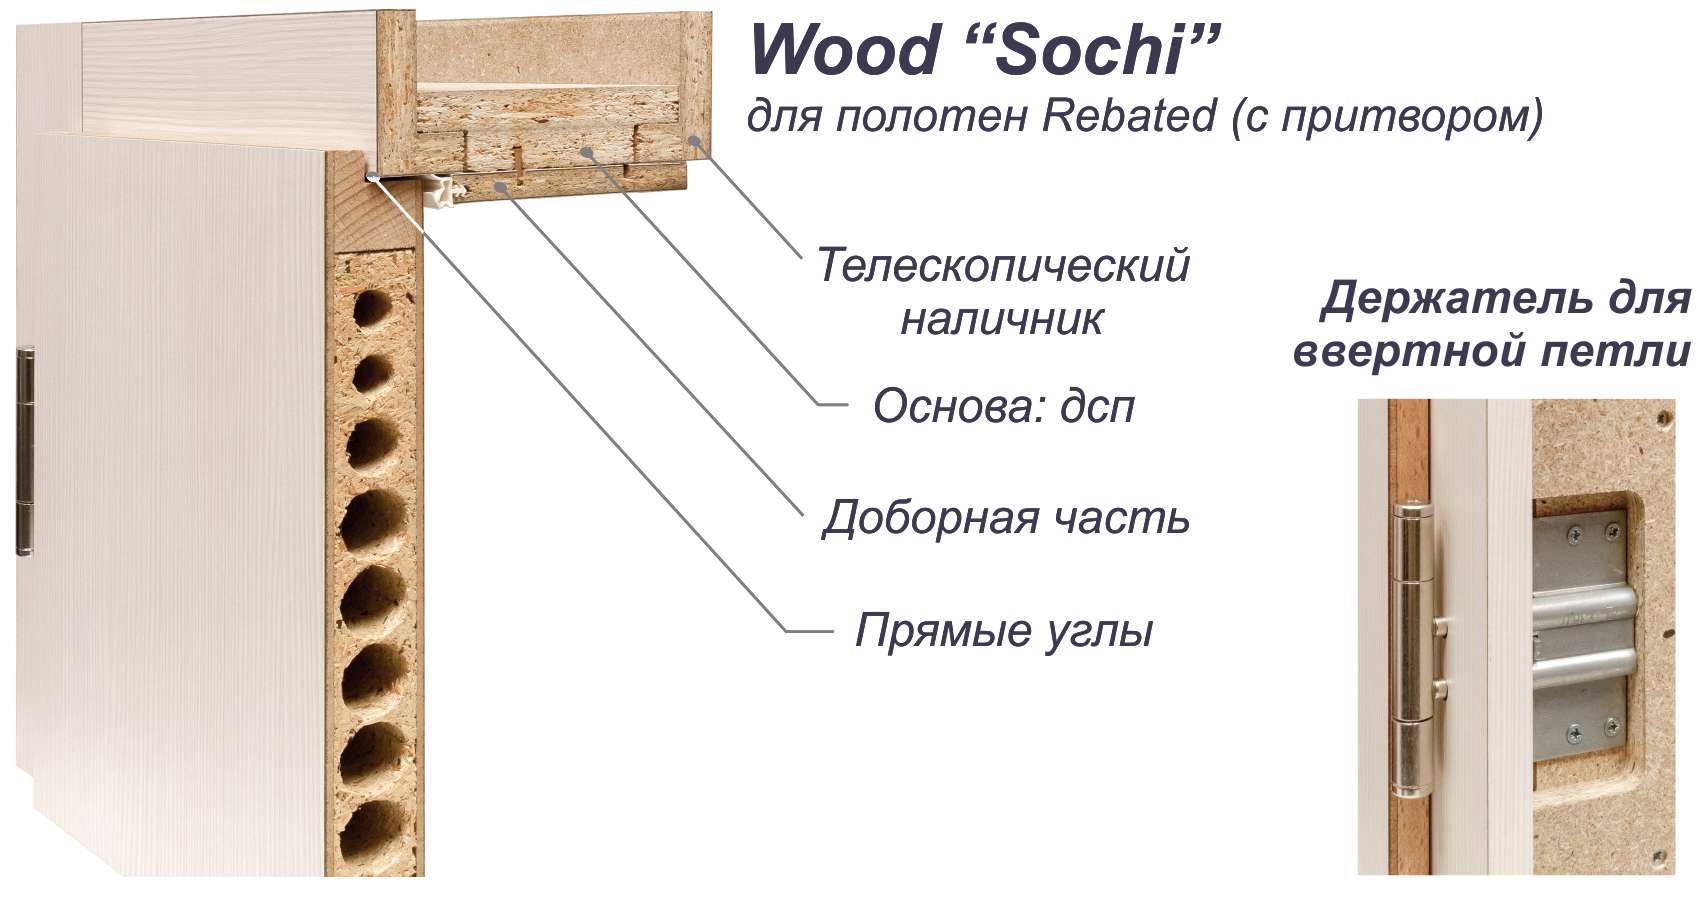 Wood “Sochi”
для полотен Rebated (с притвором)
Телескопический
наличник
Держатель для
ввертной петли
Основа: дсп
Доборная часть
Прямые углы